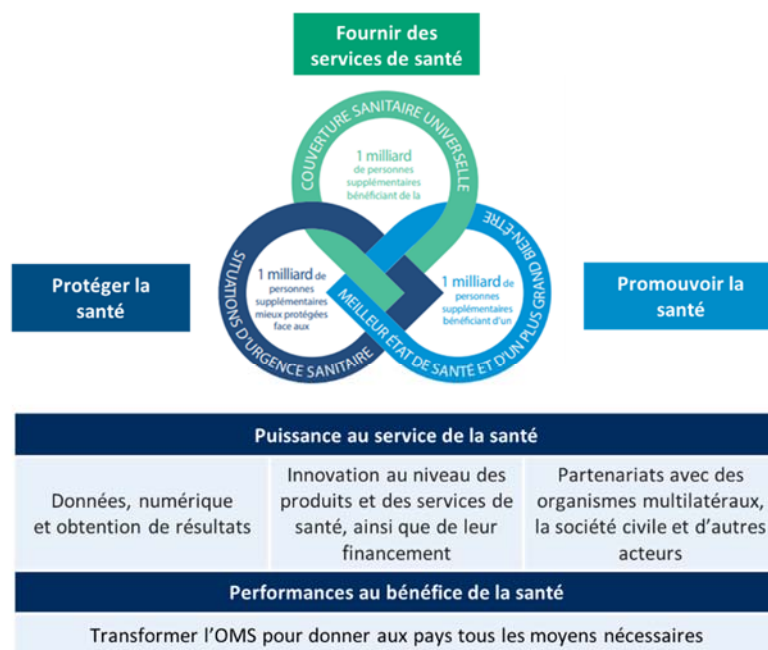 Fournir des
services de santé
COUVERTURE SANITAIRE UNIVERSELLE
1 milliard
de personnes
supplémentaires
bénéficiant de la
Protéger la
santé
SITUATIONS D'URGENCE SANITAIRE
1 milliard de
personnes
supplémentaires
mieux protégées
face aux
MEILLEUR ÉTAT DE SANTÉ ET D'UN PLUS GRAND BIEN-ÊTRE
1 milliard de
personnes
supplémentaires
bénéficiant d'un
Promouvoir la
santé
Puissance au service de la santé
Données, numérique
et obtention de résultats
Innovation au niveau des
produits et des services de
santé, ainsi que de leur
financement
Partenariats avec des
organismes multilatéraux,
la société civile et d'autres
acteurs
Performances au bénéfice de la santé
Transformer l'OMS pour donner aux pays tous les moyens nécessaires